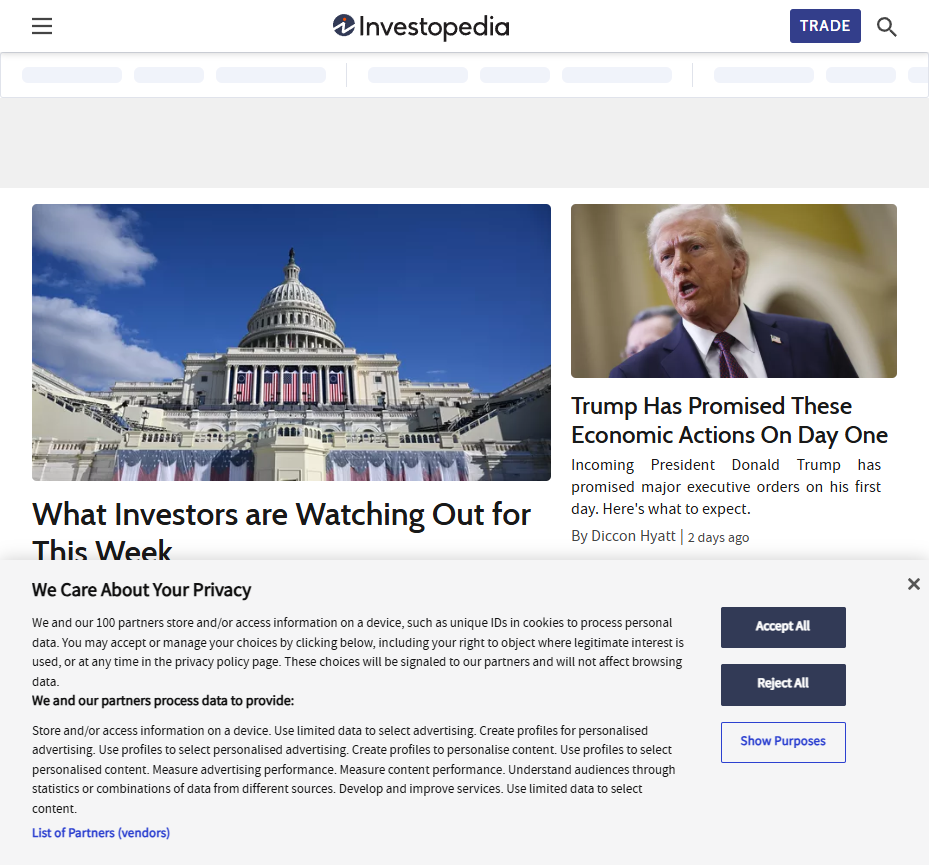 Investopedia
TRADE
What Investors are Watching Out for
This Week
Trump Has Promised These
Economic Actions On Day One
Incoming President Donald Trump has
promised major executive orders on his first
day. Here's what to expect.
By Diccon Hyatt | 2 days ago
We Care About Your Privacy
We and our 100 partners store and/or access information on a device, such as unique IDs in cookies to process personal
data. You may accept or manage your choices by clicking below, including your right to object where legitimate interest is
used, or at any time in the privacy policy page. These choices will be signaled to our partners and will not affect browsing
data.
We and our partners process data to provide:
Store and/or access information on a device. Use limited data to select advertising. Create profiles for personalised
advertising. Use profiles to select personalised advertising. Create profiles to personalise content. Use profiles to select
personalised content. Measure advertising performance. Measure content performance. Understand audiences through
statistics or combinations of data from different sources. Develop and improve services. Use limited data to select
content.
List of Partners (vendors)
Accept All
Reject All
Show Purposes